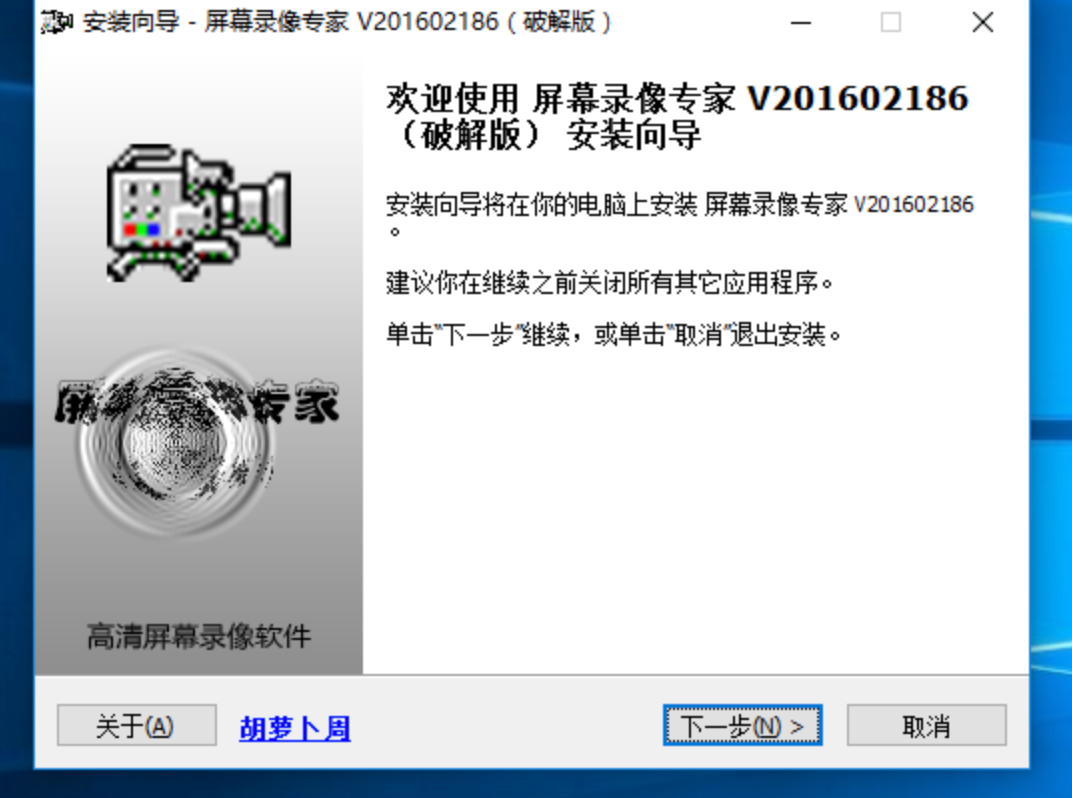 安装向导 - 屏幕录像专家 V201602186（破解版）
欢迎使用 屏幕录像专家 V201602186
（破解版） 安装向导
安装向导将在你的电脑上安装 屏幕录像专家 V201602186
。
建议你在继续之前关闭所有其它应用程序。
单击“下一步”继续，或单击“取消”退出安装。
专家
高清屏幕录像软件
关于(A)
胡萝卜周
下一步(N) >
取消